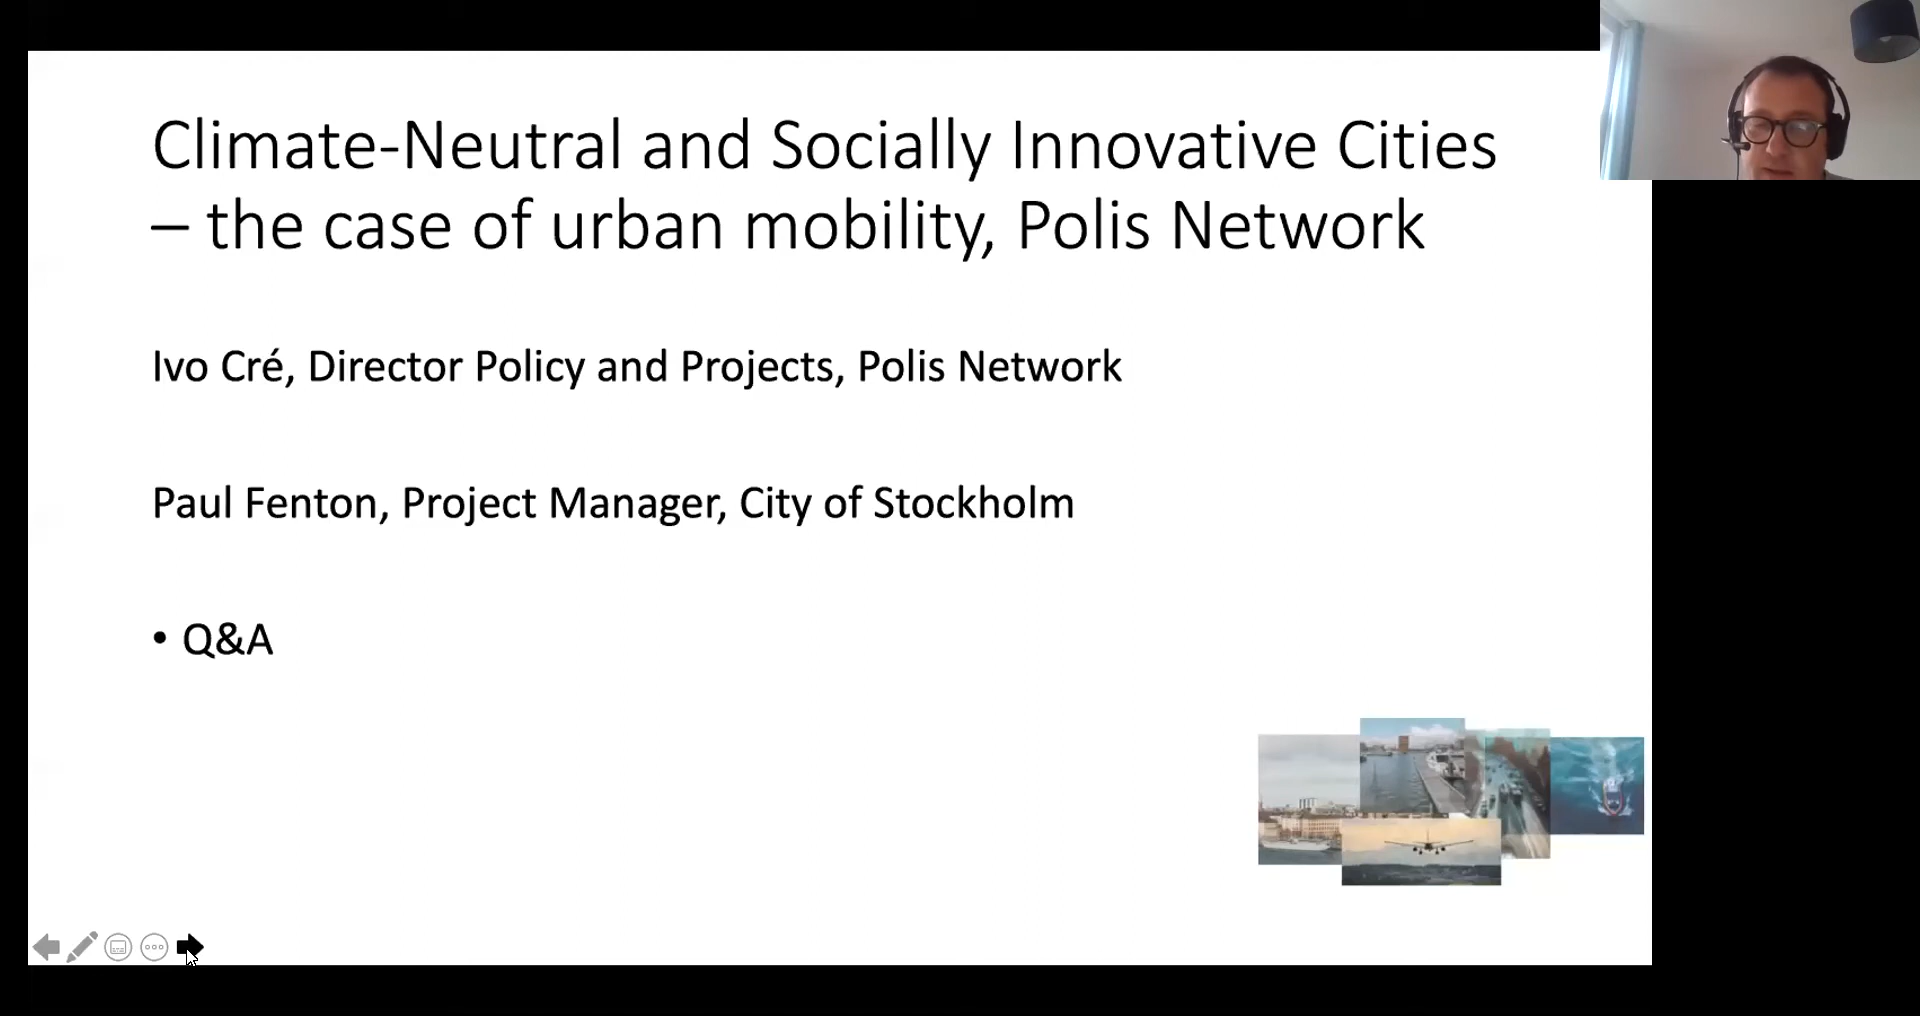 Climate-Neutral and Socially Innovative Cities
– the case of urban mobility, Polis Network
Ivo Cré, Director Policy and Projects, Polis Network
Paul Fenton, Project Manager, City of Stockholm
• Q&A